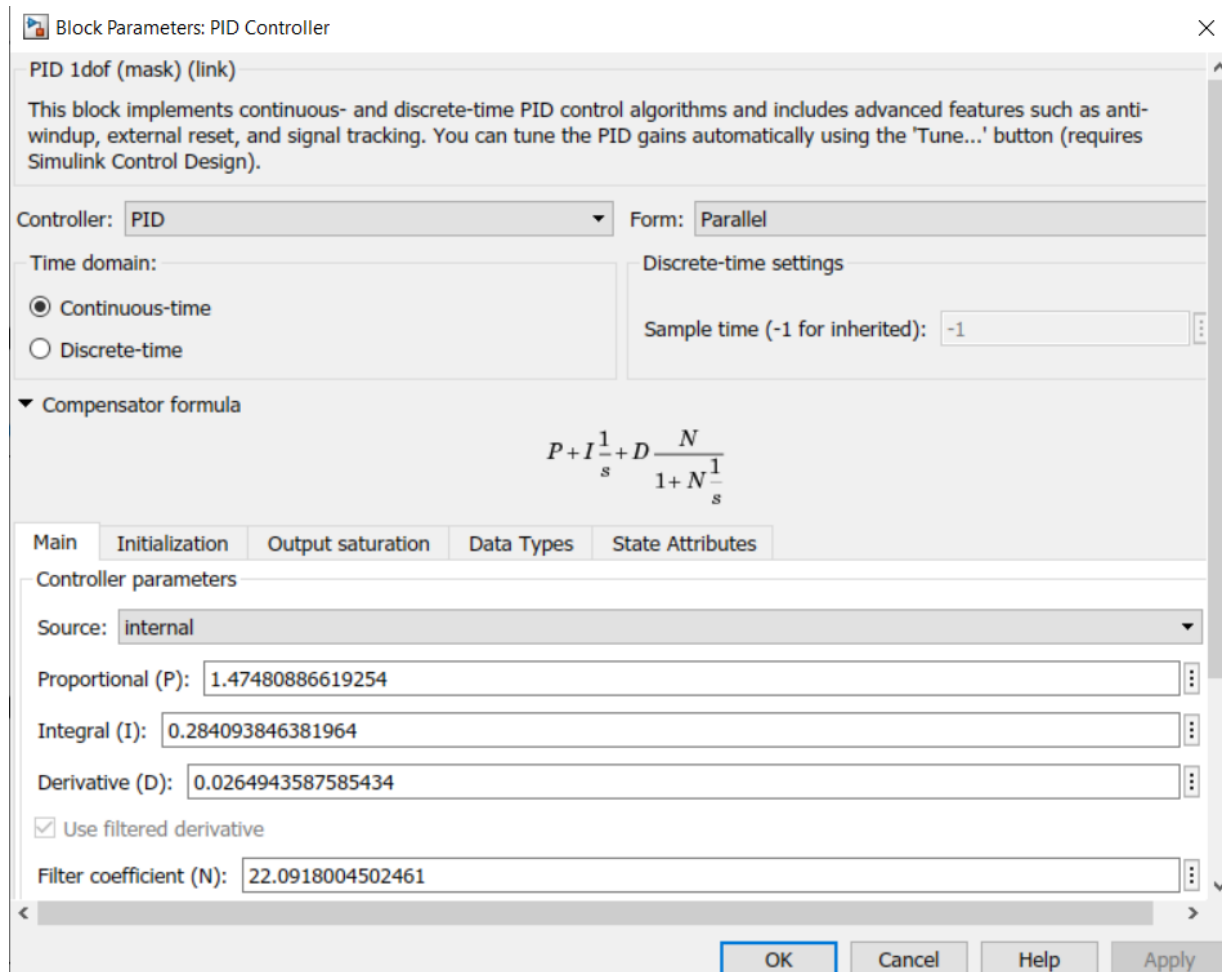 Block Parameters: PID Controller
PID 1dof (mask) (link)
This block implements continuous- and discrete-time PID control algorithms and includes advanced features such as anti-
windup, external reset, and signal tracking. You can tune the PID gains automatically using the 'Tune...' button (requires
Simulink Control Design).
Controller: PID Form: Parallel
Time domain:
Continuous-time
Discrete-time
Discrete-time settings
Sample time (-1 for inherited): -1
Compensator formula
P + I 1/s + D N/(1 + N 1/s)
Main Initialization Output saturation Data Types State Attributes
Controller parameters
Source: internal
Proportional (P): 1.47480886619254
Integral (I): 0.284093846381964
Derivative (D): 0.0264943587585434
Use filtered derivative
Filter coefficient (N): 22.0918004502461
OK Cancel Help Apply